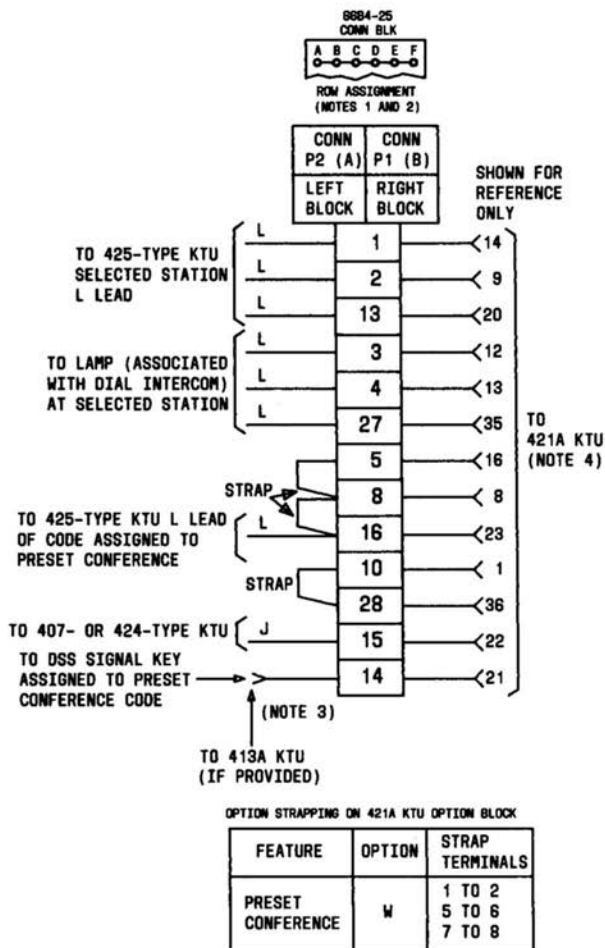 66B4-25
CONN BLK
A B C D E F
ROW ASSIGNMENT
(NOTES 1 AND 2)
CONN P2 (A)
CONN P1 (B)
LEFT BLOCK
RIGHT BLOCK
SHOWN FOR
REFERENCE
ONLY
TO 425-TYPE KTU
SELECTED STATION
L LEAD
L 1 14
L 2 9
L 13 20
TO LAMP (ASSOCIATED
WITH DIAL INTERCOM)
AT SELECTED STATION
L 3 12
L 4 13
L 27 35
TO
421A KTU
(NOTE 4)
5 16
STRAP 8 8
TO 425-TYPE KTU L LEAD
OF CODE ASSIGNED TO
PRESET CONFERENCE
L 16 23
10 1
STRAP
28 36
TO 407- OR 424-TYPE KTU J 15 22
TO DSS SIGNAL KEY
ASSIGNED TO PRESET
CONFERENCE CODE
14 21
(NOTE 3)
TO 413A KTU
(IF PROVIDED)
OPTION STRAPPING ON 421A KTU OPTION BLOCK
FEATURE OPTION STRAP TERMINALS
PRESET CONFERENCE W
1 TO 2
5 TO 6
7 TO 8